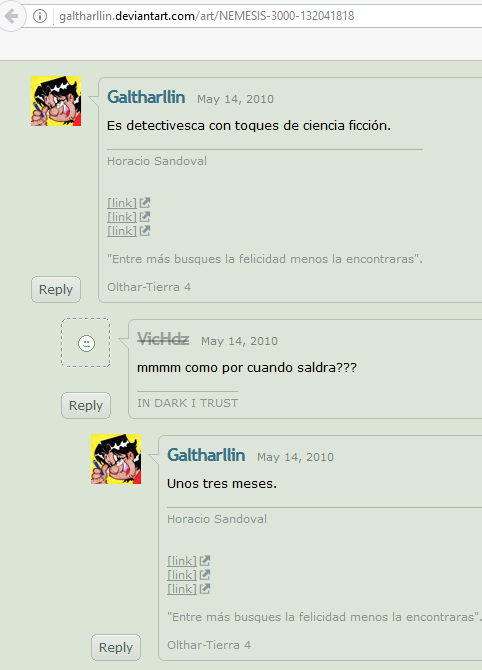 galtharllin.deviantart.com/art/NEMESIS-3000-132041818
Galtharllin May 14, 2010
Es detectivesca con toques de ciencia ficción.
Horacio Sandoval
[link]
[link]
[link]
"Entre más busques la felicidad menos la encontraras".
Olthar-Tierra 4
Reply
VicHdz May 14, 2010
mmmm como por cuando saldra???
IN DARK I TRUST
Reply
Galtharllin May 14, 2010
Unos tres meses.
Horacio Sandoval
[link]
[link]
[link]
"Entre más busques la felicidad menos la encontraras".
Olthar-Tierra 4
Reply